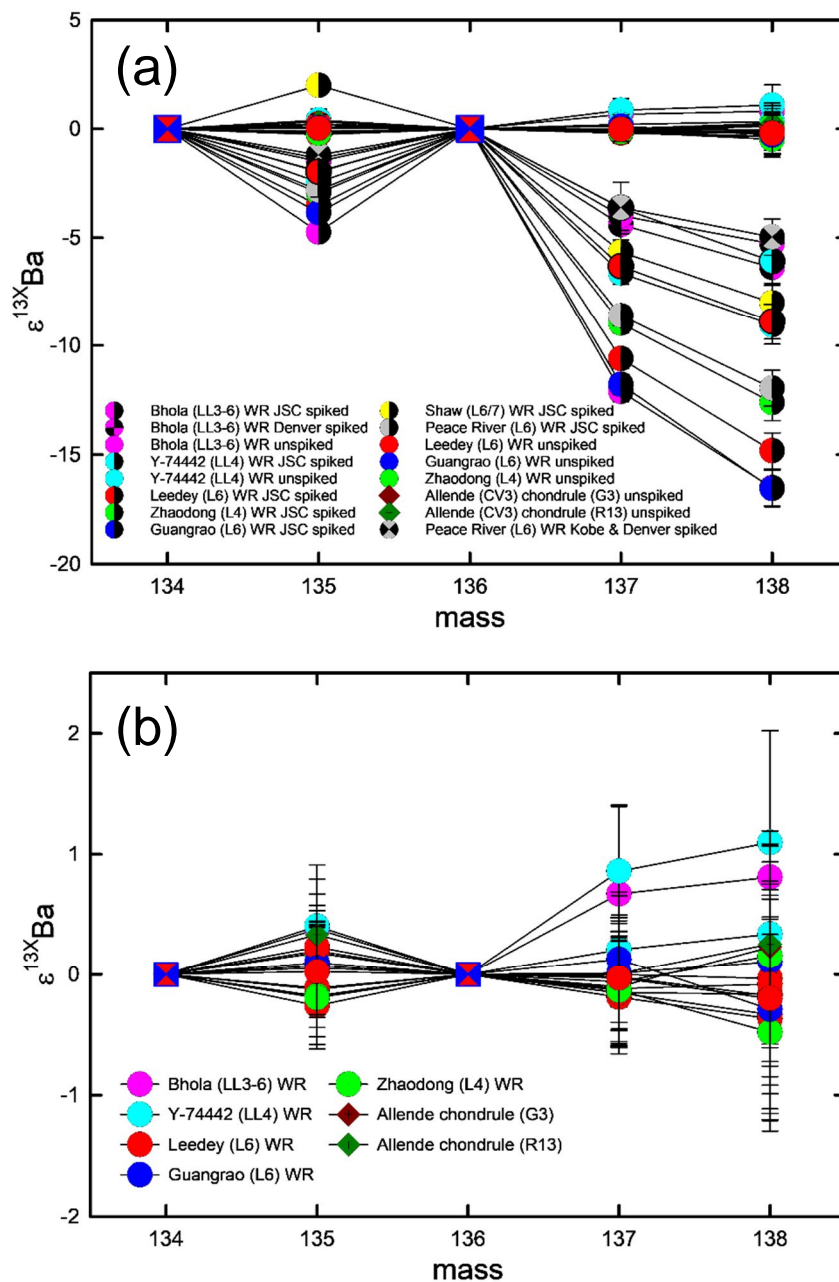 (a)
5
0
-5
-10
-15
-20
ε13XBa
Bhola (LL3-6) WR JSC spiked
Bhola (LL3-6) WR Denver spiked
Bhola (LL3-6) WR unspiked
Y-74442 (LL4) WR JSC spiked
Y-74442 (LL4) WR unspiked
Leedey (L6) WR JSC spiked
Zhaodong (L4) WR JSC spiked
Guangrao (L6) WR JSC spiked
Shaw (L6/7) WR JSC spiked
Peace River (L6) WR JSC spiked
Leedey (L6) WR unspiked
Guangrao (L6) WR unspiked
Zhaodong (L4) WR unspiked
Allende (CV3) chondrule (G3) unspiked
Allende (CV3) chondrule (R13) unspiked
Peace River (L6) WR Kobe & Denver spiked
134 135 136 137 138
mass
(b)
2
1
0
-1
-2
ε13XBa
Bhola (LL3-6) WR
Y-74442 (LL4) WR
Leedey (L6) WR
Guangrao (L6) WR
Zhaodong (L4) WR
Allende chondrule (G3)
Allende chondrule (R13)
134 135 136 137 138
mass